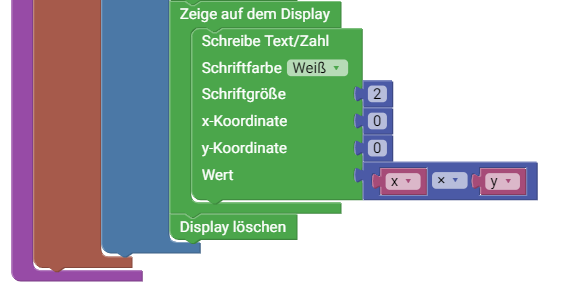 Zeige auf dem Display
Schreibe Text/Zahl
Schriftfarbe Weiß
Schriftgröße 2
x-Koordinate 0
y-Koordinate 0
Wert x × y
Display löschen